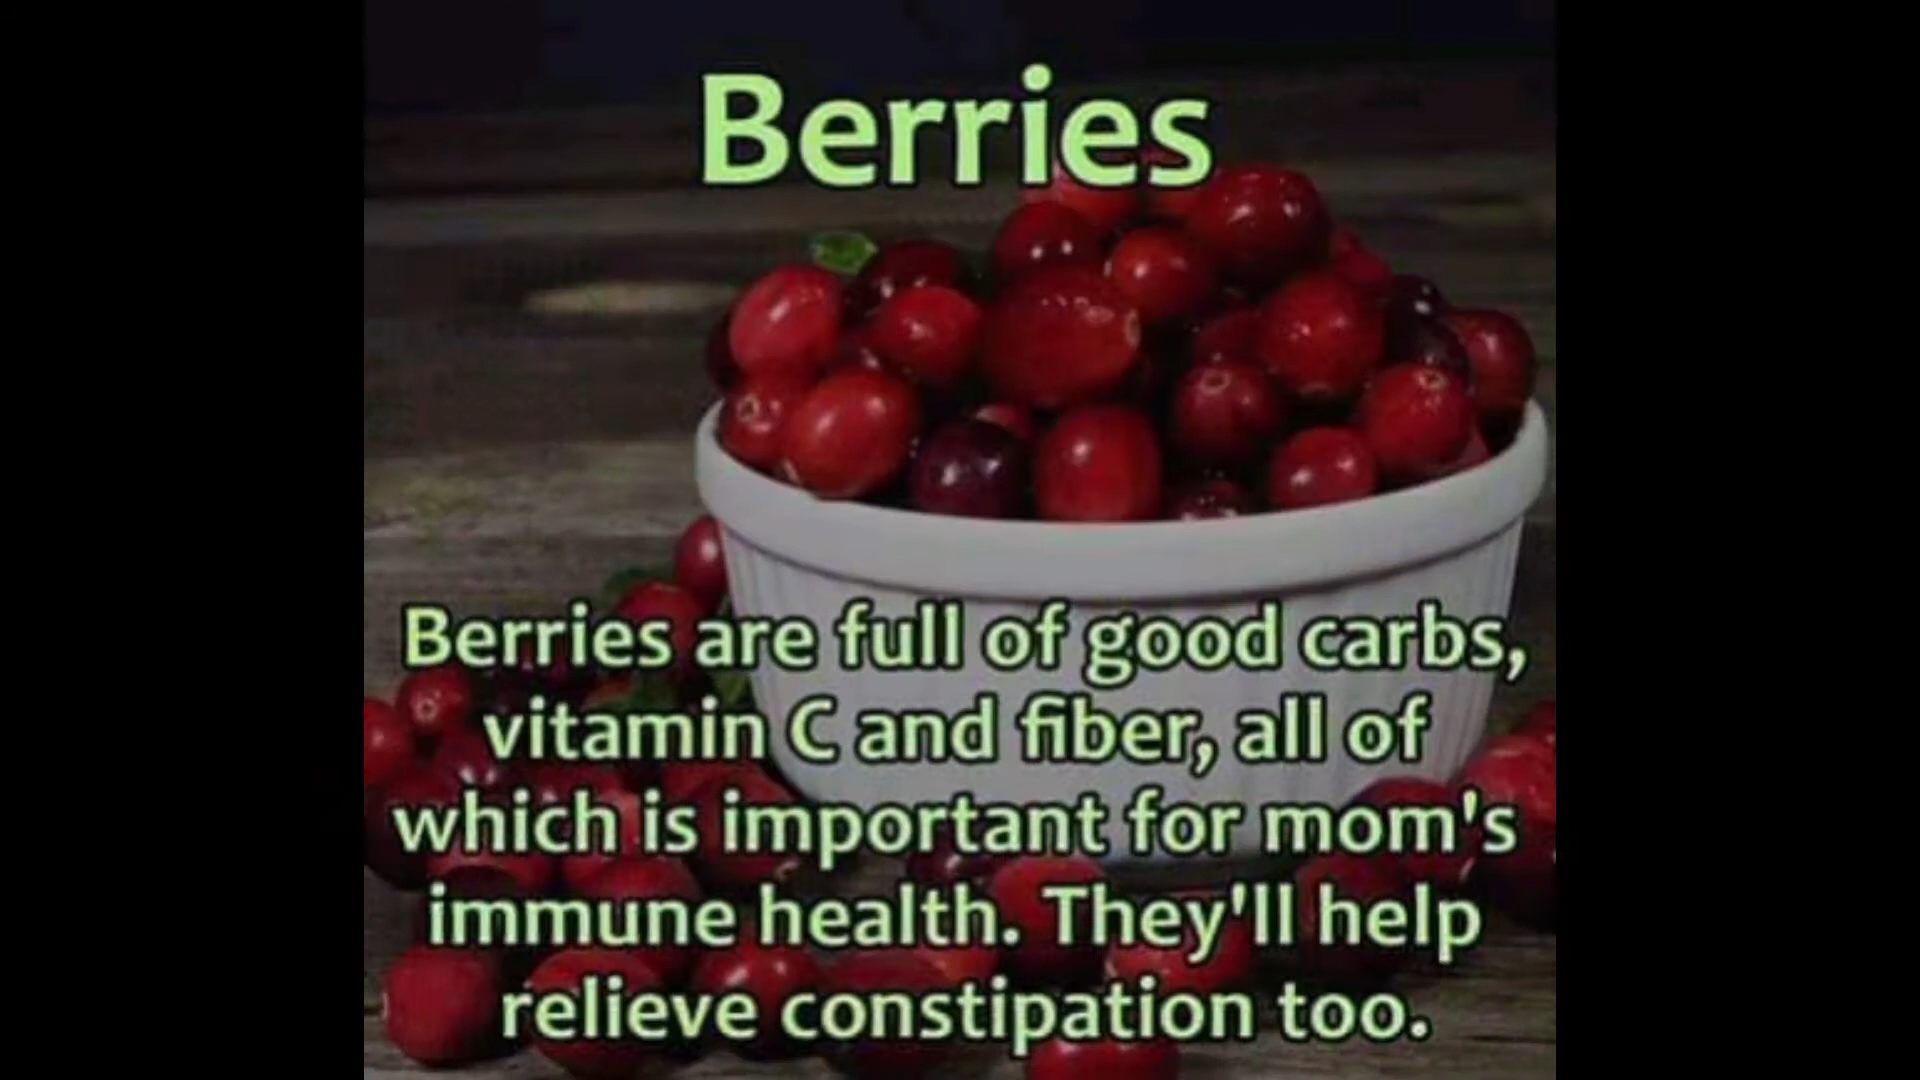 Berries
Berries are full of good carbs,
vitamin C and fiber, all of
which is important for mom's
immune health. They'll help
relieve constipation too.